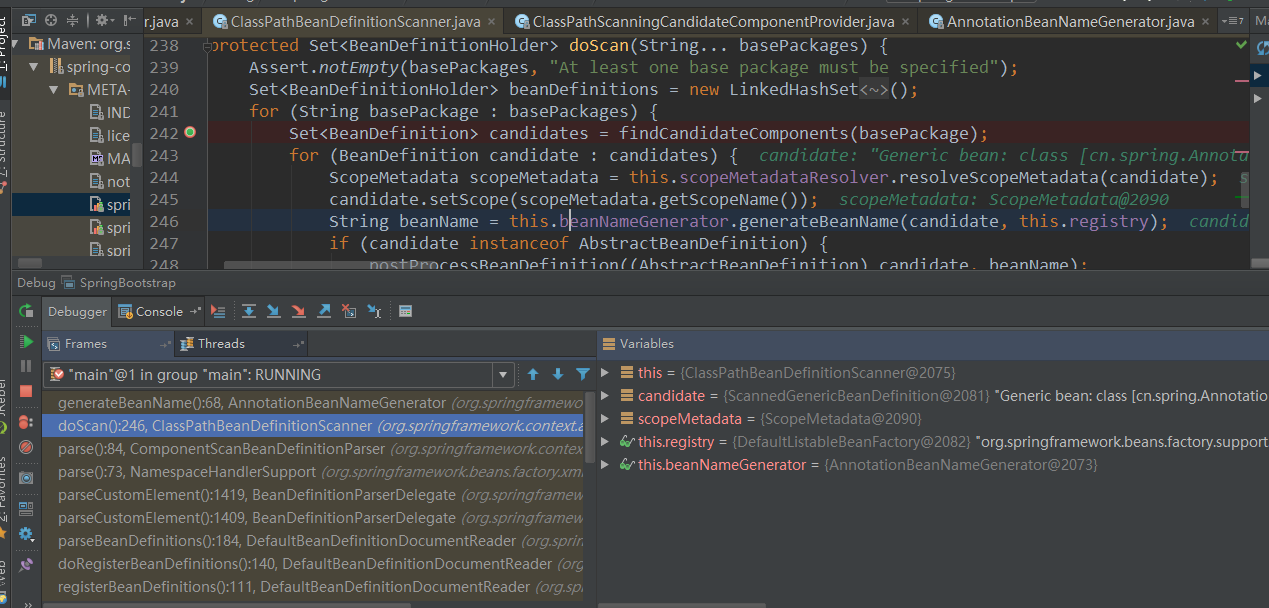 r.java × ClassPathBeanDefinitionScanner.java × ClassPathScanningCandidateComponentProvider.java × AnnotationBeanNameGenerator.java ×
Maven: org.s
spring-co
META-
IND
lice
MA
not
spri
spri
spri
238 protected Set<BeanDefinitionHolder> doScan(String... basePackages) {
239 Assert.notEmpty(basePackages, "At least one base package must be specified");
240 Set<BeanDefinitionHolder> beanDefinitions = new LinkedHashSet<~>();
241 for (String basePackage : basePackages) {
242 Set<BeanDefinition> candidates = findCandidateComponents(basePackage);
243 for (BeanDefinition candidate : candidates) { candidate: "Generic bean: class [cn.spring.Annota
244 ScopeMetadata scopeMetadata = this.scopeMetadataResolver.resolveScopeMetadata(candidate); s
245 candidate.setScope(scopeMetadata.getScopeName()); scopeMetadata: ScopeMetadata@2090
246 String beanName = this.beanNameGenerator.generateBeanName(candidate, this.registry); candid
247 if (candidate instanceof AbstractBeanDefinition) {
248 postProcessBeanDefinition((AbstractBeanDefinition) candidate, beanName);
Debug SpringBootstrap
Debugger Console
Frames Threads
"main"@1 in group "main": RUNNING
generateBeanName():68, AnnotationBeanNameGenerator (org.springframewo
doScan():246, ClassPathBeanDefinitionScanner (org.springframework.context.a
parse():84, ComponentScanBeanDefinitionParser (org.springframework.contex
parse():73, NamespaceHandlerSupport (org.springframework.beans.factory.xm
parseCustomElement():1419, BeanDefinitionParserDelegate (org.springframew
parseCustomElement():1409, BeanDefinitionParserDelegate (org.springframew
parseBeanDefinitions():184, DefaultBeanDefinitionDocumentReader (org.sprin
doRegisterBeanDefinitions():140, DefaultBeanDefinitionDocumentReader (org
registerBeanDefinitions():111, DefaultBeanDefinitionDocumentReader (org.sp
Variables
this = {ClassPathBeanDefinitionScanner@2075}
candidate = {ScannedGenericBeanDefinition@2081} "Generic bean: class [cn.spring.Annotation
scopeMetadata = {ScopeMetadata@2090}
this.registry = {DefaultListableBeanFactory@2082} "org.springframework.beans.factory.support
this.beanNameGenerator = {AnnotationBeanNameGenerator@2073}